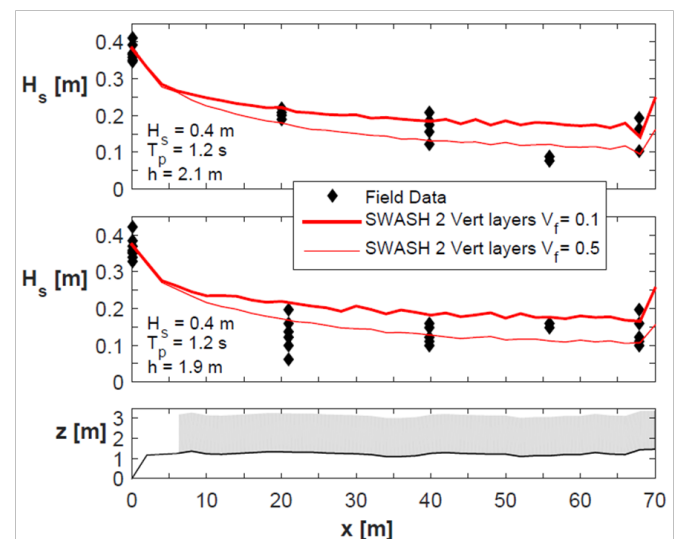 0.4
0.3
0.2
0.1
0
H_s [m]
H_s = 0.4 m
T_p = 1.2 s
h = 2.1 m
Field Data
SWASH 2 Vert layers V_f = 0.1
SWASH 2 Vert layers V_f = 0.5
0.4
0.3
0.2
0.1
0
H_s [m]
H_s = 0.4 m
T_p = 1.2 s
h = 1.9 m
3
2
1
0
z [m]
0 10 20 30 40 50 60 70
x [m]